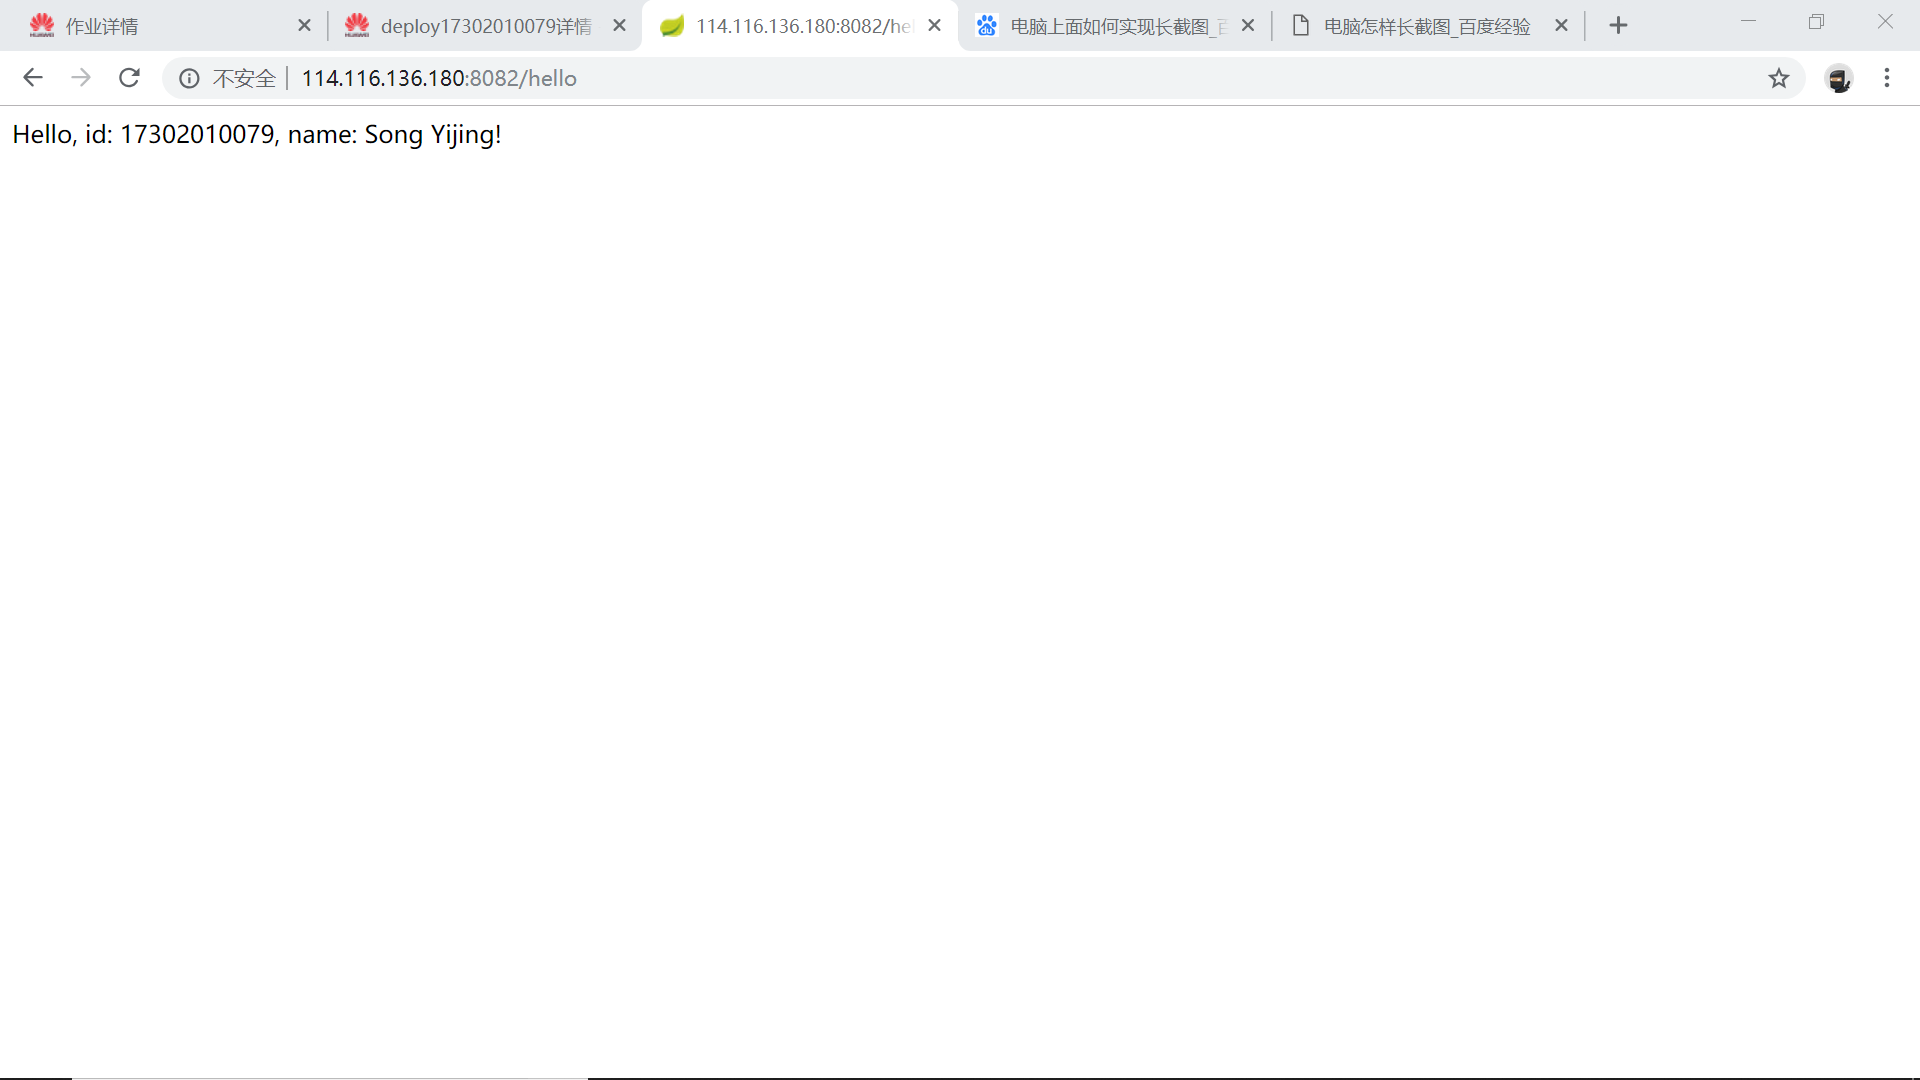 作业详情
deploy17302010079详情
114.116.136.180:8082/hel
电脑上面如何实现长截图_百
电脑怎样长截图_百度经验
不安全
114.116.136.180:8082/hello
Hello, id: 17302010079, name: Song Yijing!